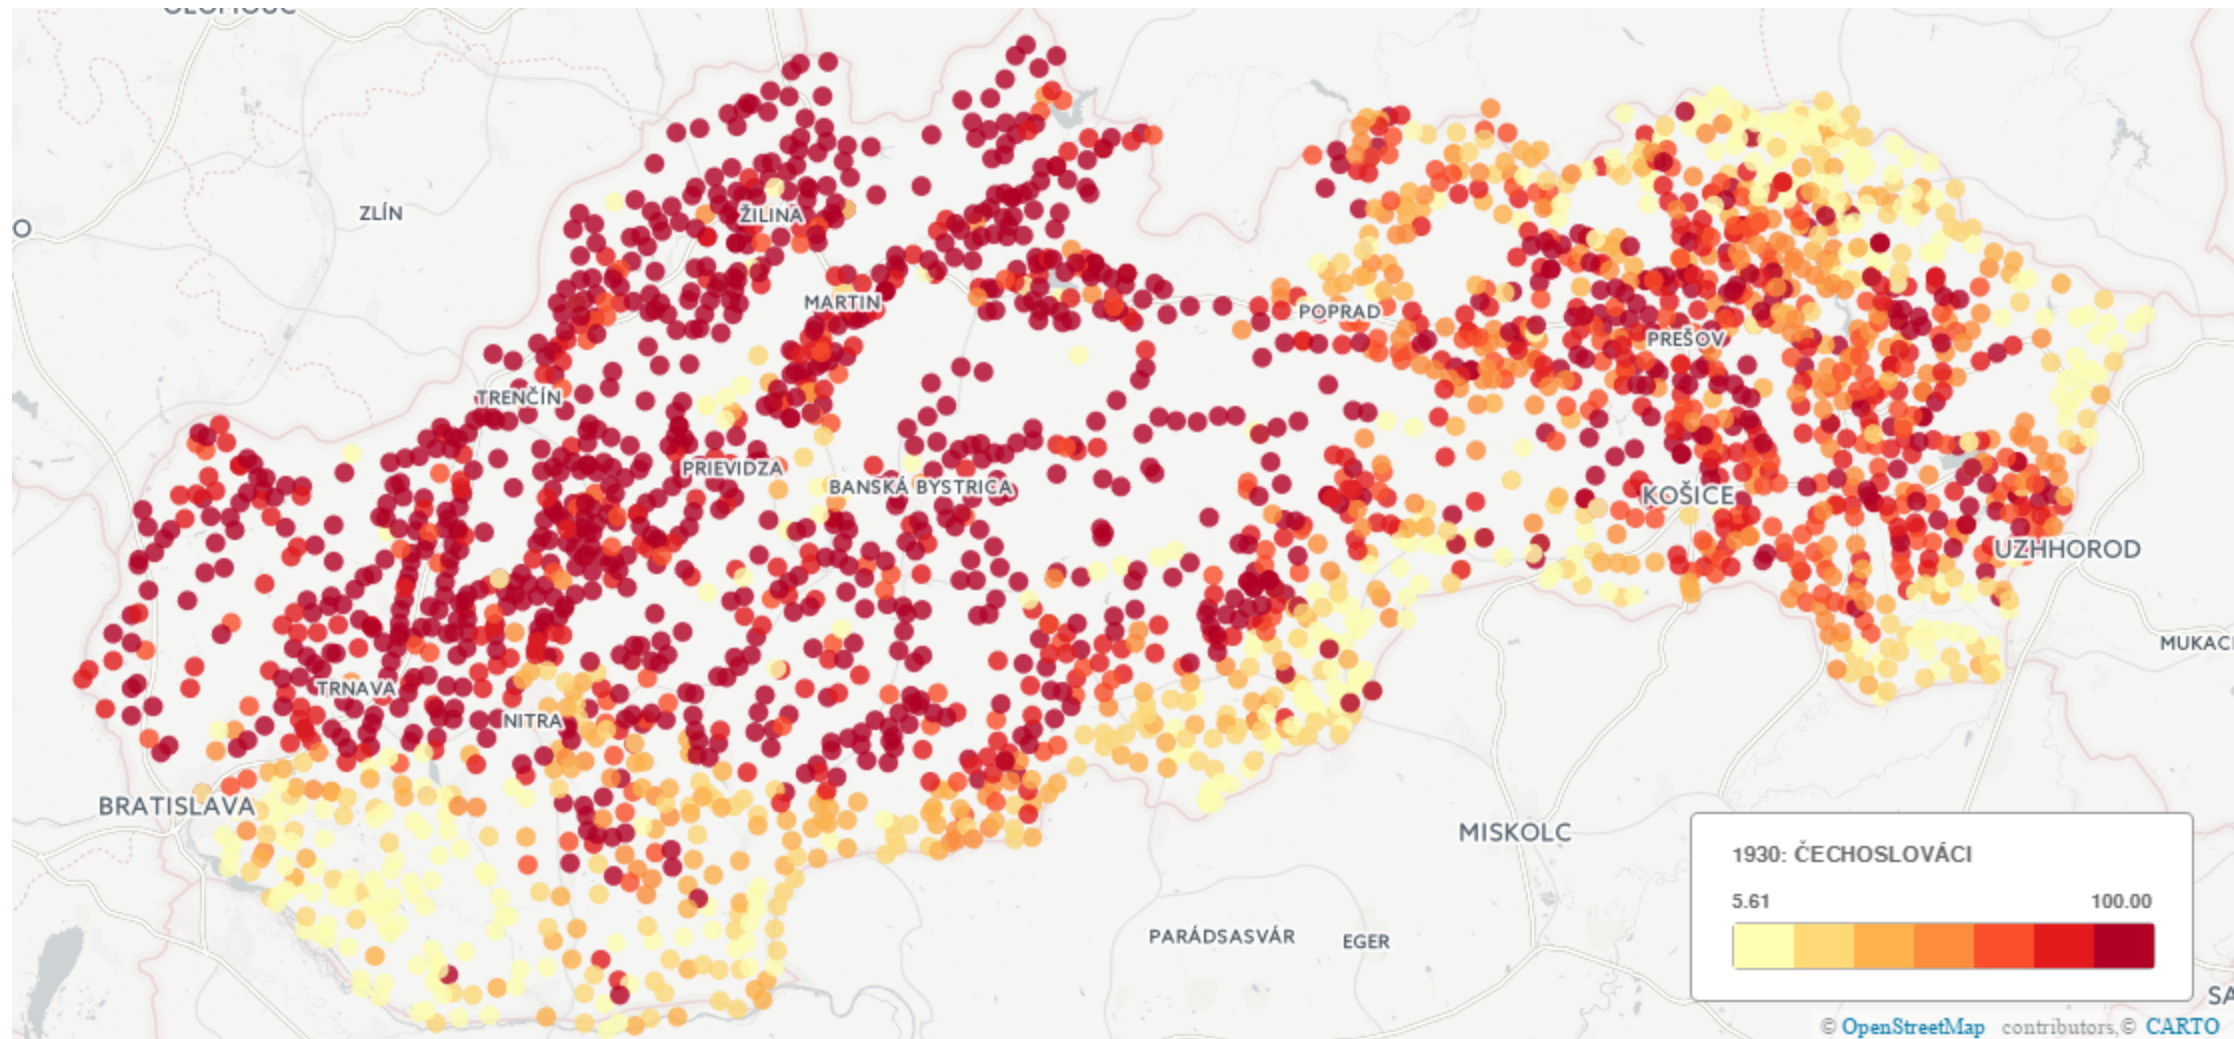 ZLÍN
ŽILINA
MARTIN
POPRAD
PREŠOV
TRENČÍN
PRIEVIDZA
BANSKÁ BYSTRICA
KOŠICE
UZHHOROD
MUKAC
TRNAVA
NITRA
BRATISLAVA
MISKOLC
PARÁDSASVÁR
EGER
1930: ČECHOSLOVÁCI
5.61 100.00
SA
© OpenStreetMap contributors, © CARTO